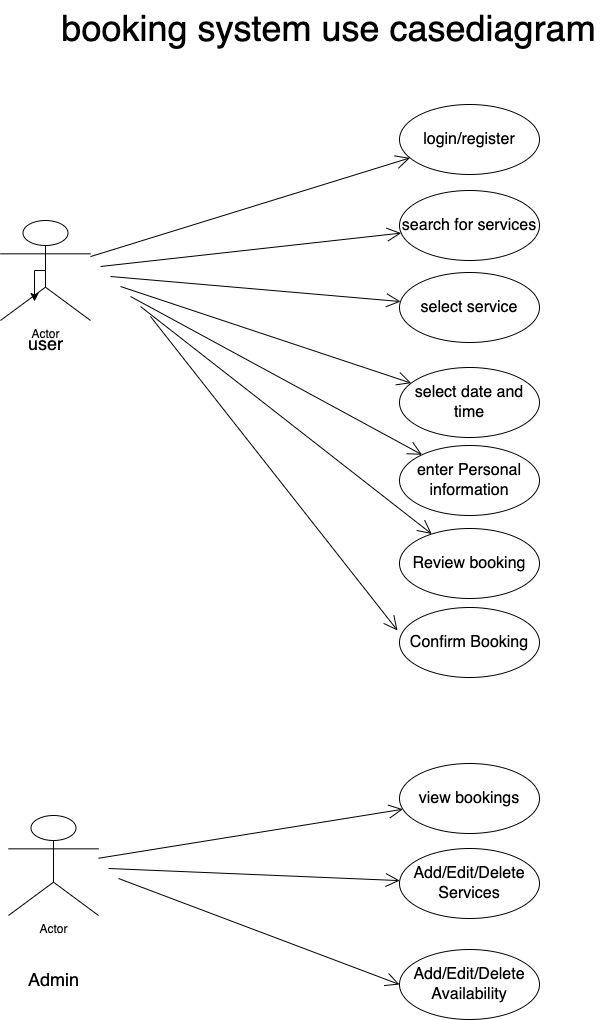 booking system use casediagram
login/register
search for services
select service
Actor
user
select date and
time
enter Personal
information
Review booking
Confirm Booking
view bookings
Add/Edit/Delete
Services
Actor
Admin
Add/Edit/Delete
Availability